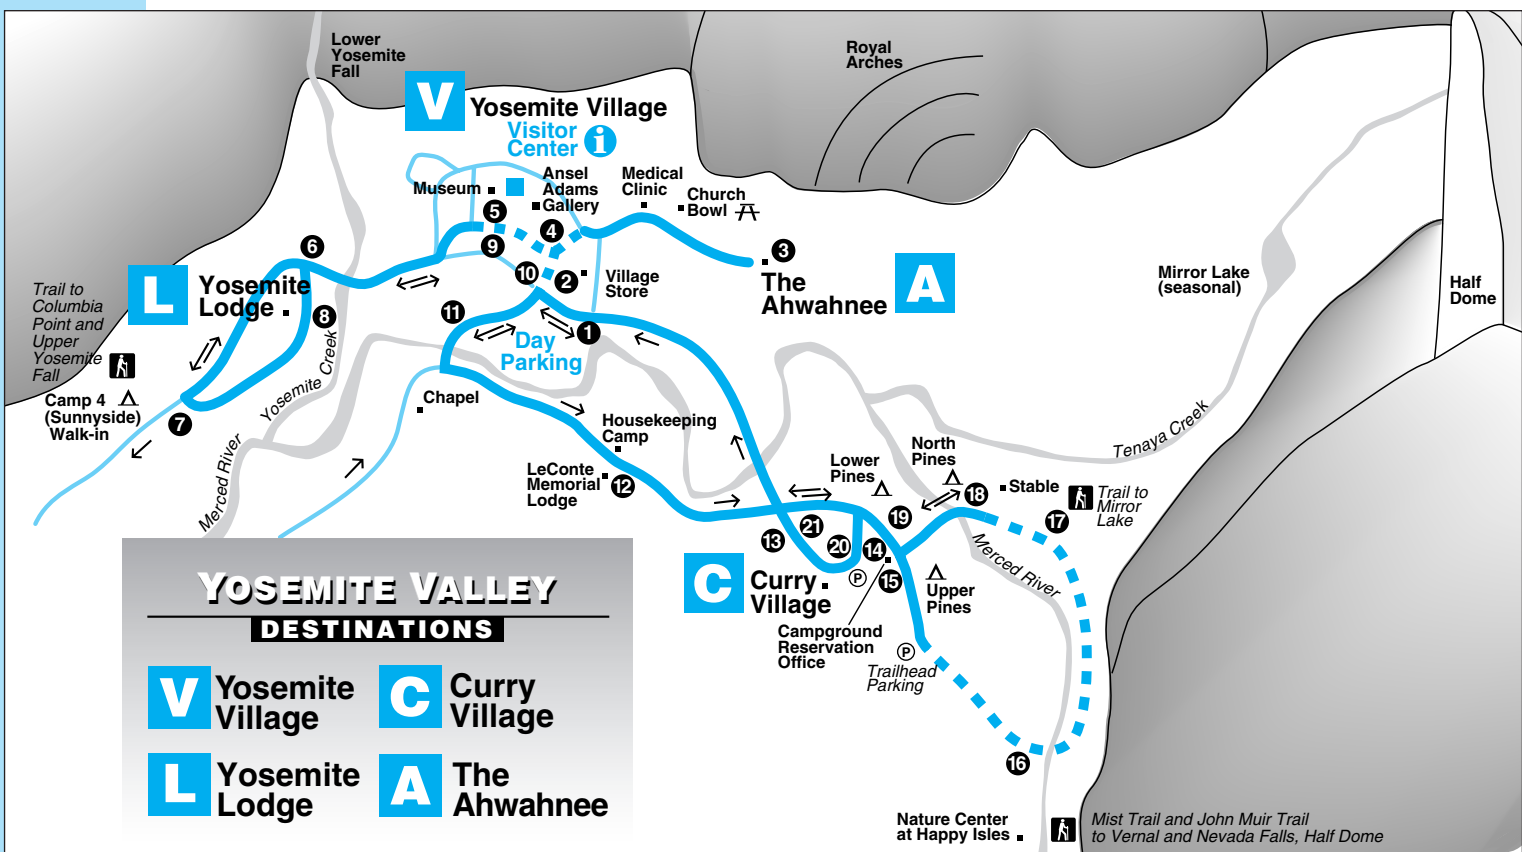 Lower
Yosemite
Fall
Royal
Arches
V
Yosemite Village
Visitor
Center
i
Museum
Ansel
Adams
Gallery
Medical
Clinic
Church
Bowl
5
4
9
10
2
Village
Store
3
The
Ahwahnee
A
Mirror Lake
(seasonal)
Half
Dome
6
L
Yosemite
Lodge
8
11
1
Day
Parking
Trail to
Columbia
Point and
Upper
Yosemite
Fall
Camp 4
(Sunnyside)
Walk-in
7
Yosemite Creek
Merced River
Chapel
Housekeeping
Camp
LeConte
Memorial
Lodge
12
Tenaya Creek
North
Pines
Lower
Pines
18
Stable
17
Trail to
Mirror
Lake
19
21
13
20
14
15
P
C
Curry
Village
Merced River
Upper
Pines
Campground
Reservation
Office
P
Trailhead
Parking
16
Nature Center
at Happy Isles
Mist Trail and John Muir Trail
to Vernal and Nevada Falls, Half Dome
YOSEMITE VALLEY
DESTINATIONS
V
Yosemite
Village
C
Curry
Village
L
Yosemite
Lodge
A
The
Ahwahnee